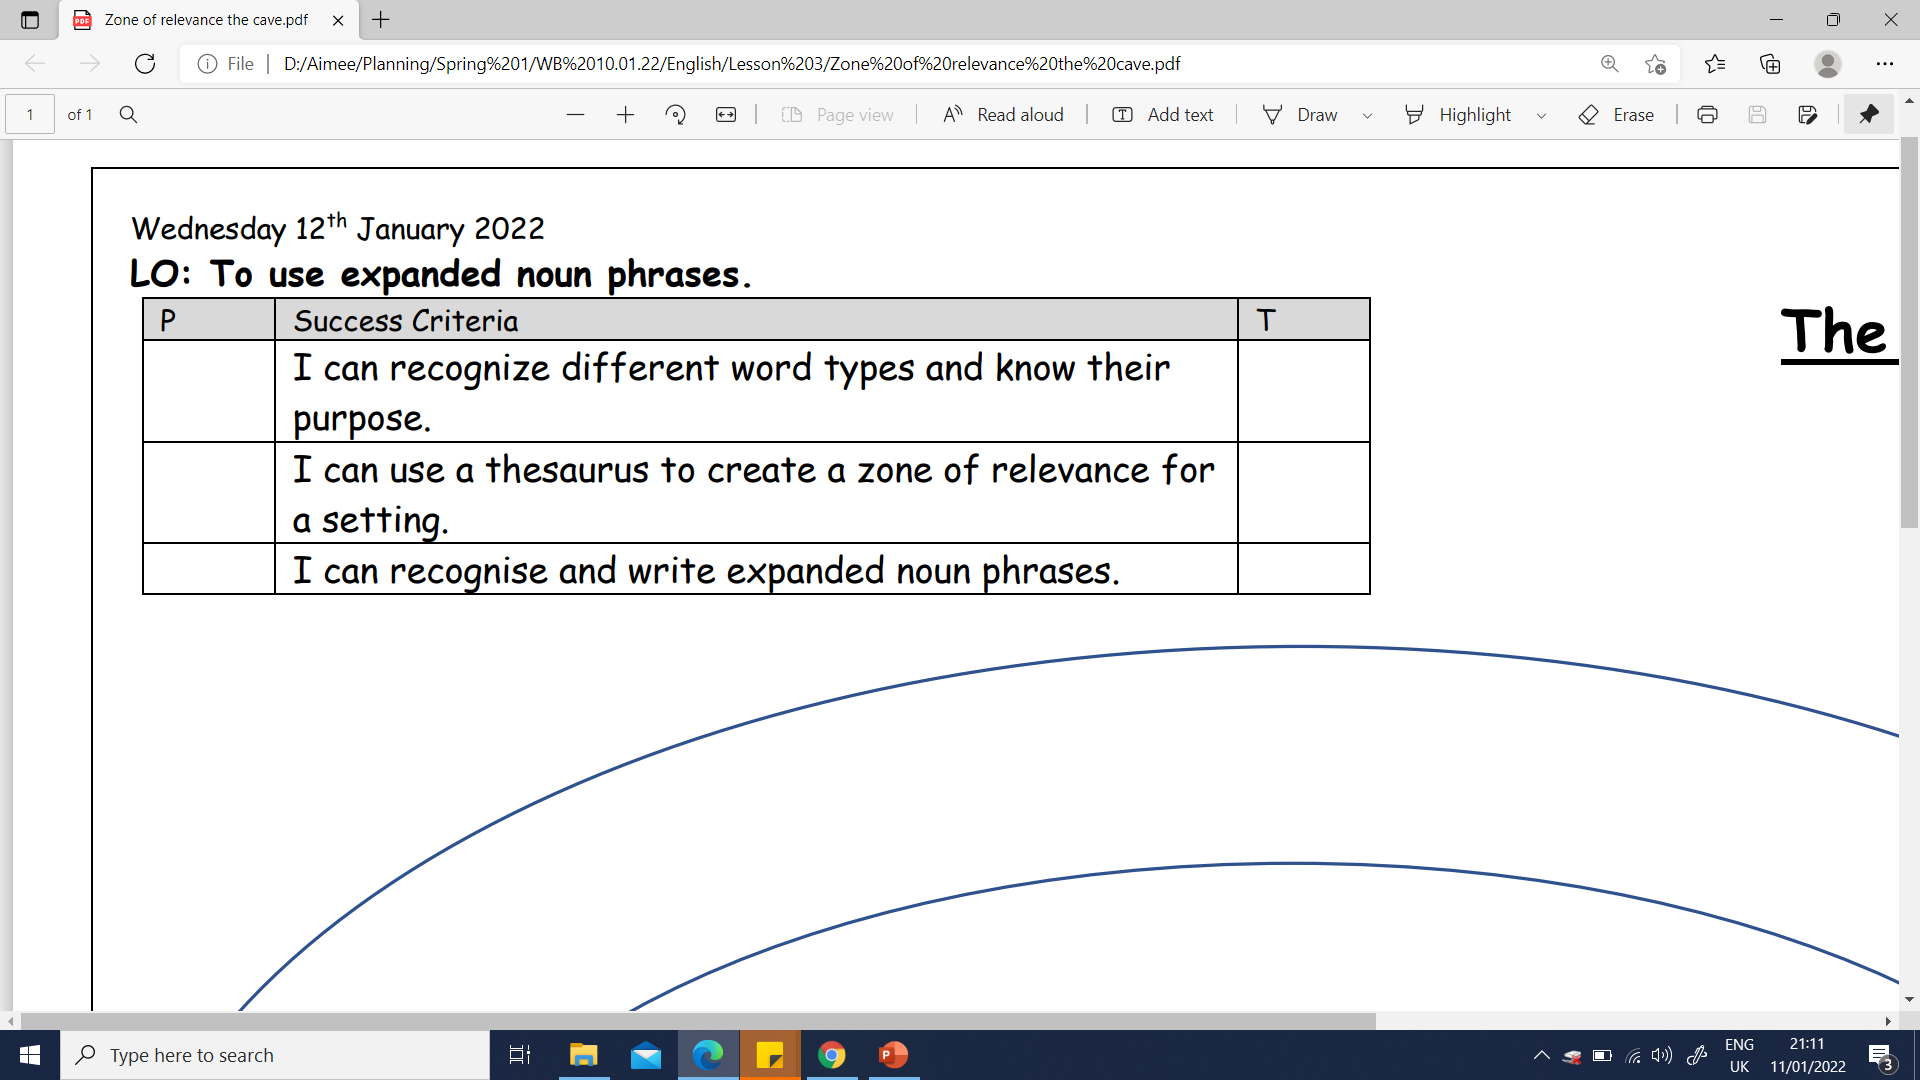 Zone of relevance the cave.pdf
File D:/Aimee/Planning/Spring%201/WB%2010.01.22/English/Lesson%203/Zone%20of%20relevance%20the%20cave.pdf
1 of 1 Page view Read aloud Add text Draw Highlight Erase
Wednesday 12th January 2022
LO: To use expanded noun phrases.
P Success Criteria T
The
I can recognize different word types and know their
purpose.
I can use a thesaurus to create a zone of relevance for
a setting.
I can recognise and write expanded noun phrases.
Type here to search
ENG
UK
21:11
11/01/2022
3